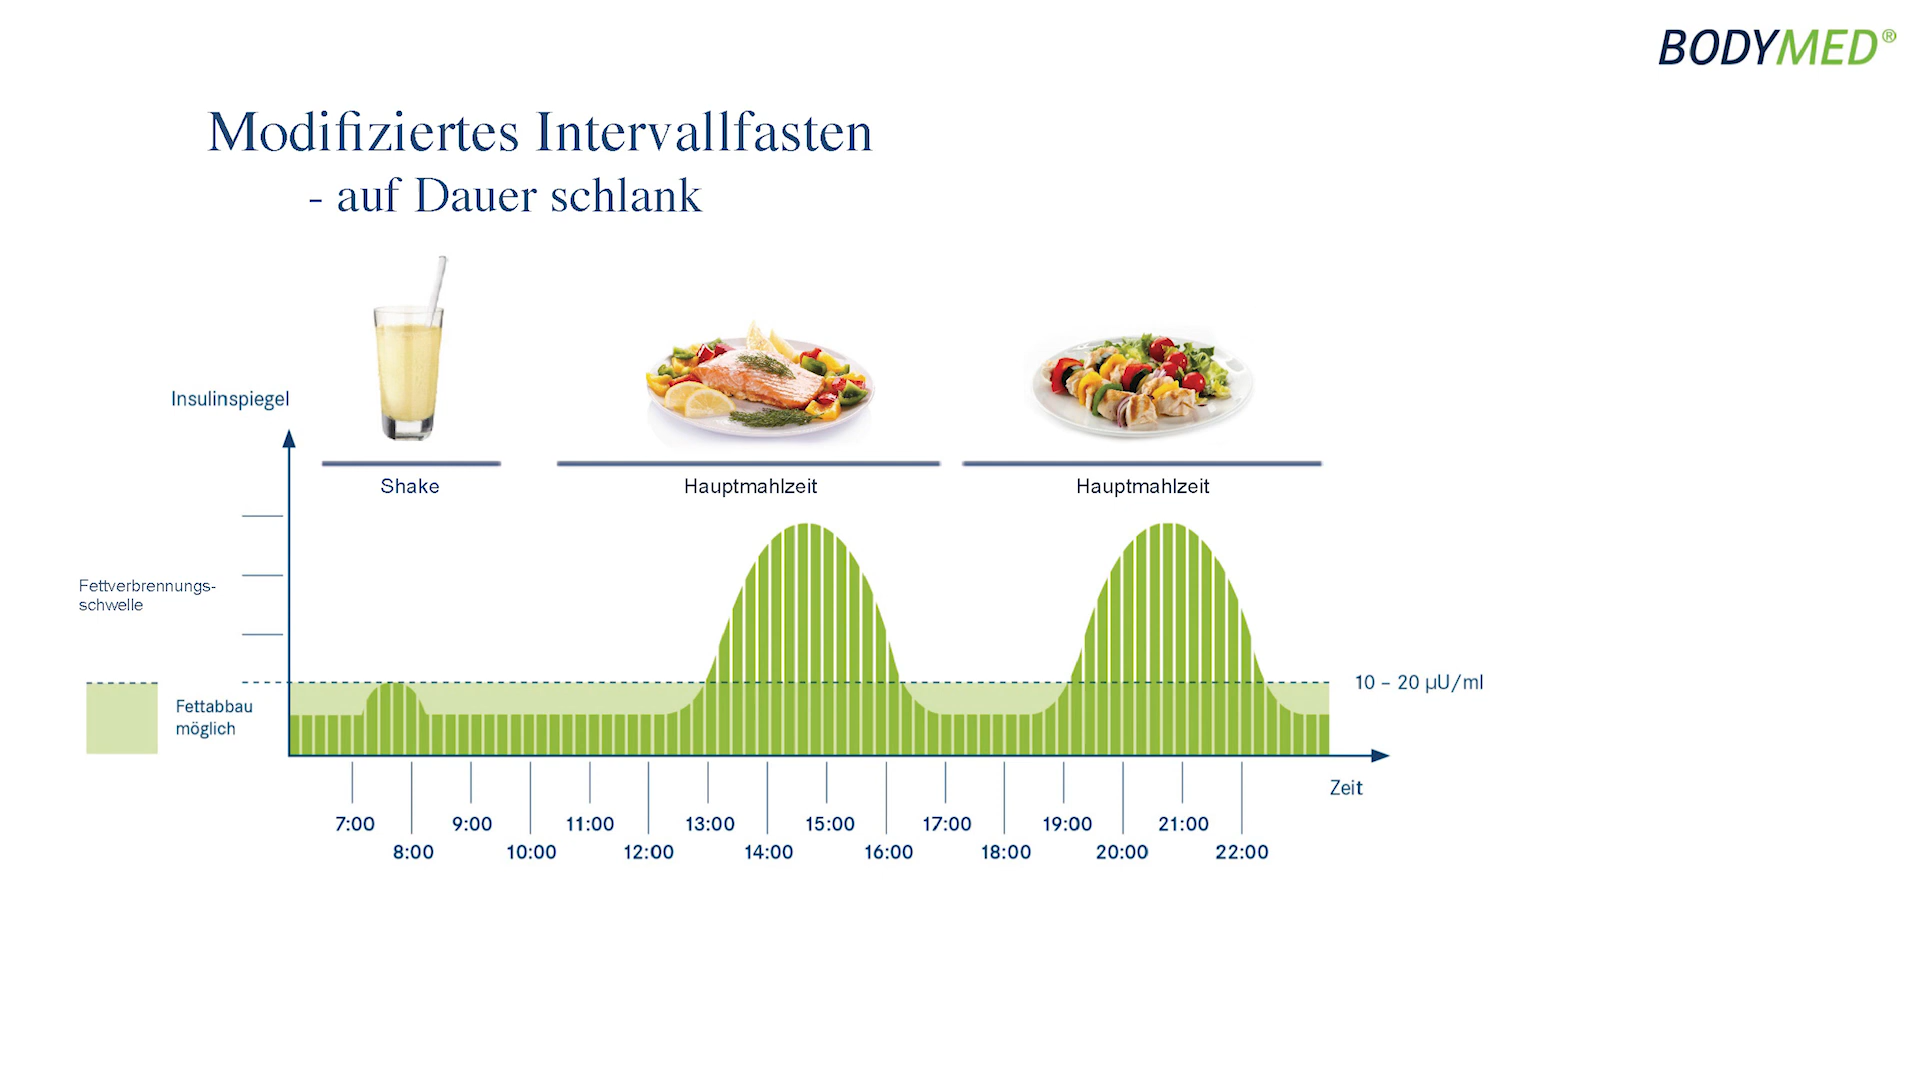 BODYMED®
Modifiziertes Intervallfasten
- auf Dauer schlank
Insulinspiegel
Shake
Hauptmahlzeit
Hauptmahlzeit
Fettverbrennungs-
schwelle
10 – 20 µU/ml
Fettabbau
möglich
Zeit
7:00 9:00 11:00 13:00 15:00 17:00 19:00 21:00
8:00 10:00 12:00 14:00 16:00 18:00 20:00 22:00